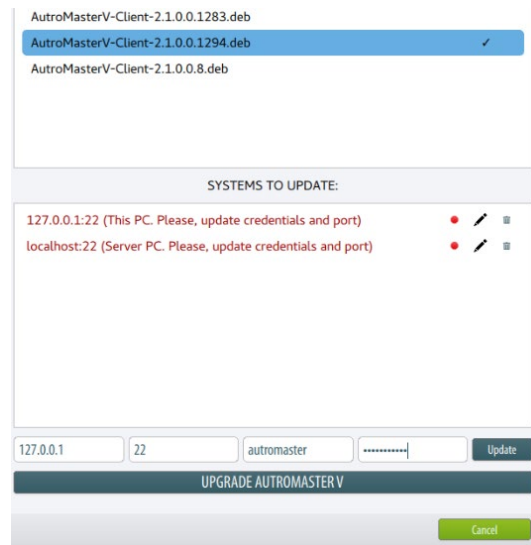 AutroMasterV-Client-2.1.0.0.1283.deb
AutroMasterV-Client-2.1.0.0.1294.deb ✓
AutroMasterV-Client-2.1.0.0.8.deb
SYSTEMS TO UPDATE:
127.0.0.1:22 (This PC. Please, update credentials and port)
localhost:22 (Server PC. Please, update credentials and port)
127.0.0.1 22 autromaster ••••••••••• Update
UPGRADE AUTROMASTER V
Cancel